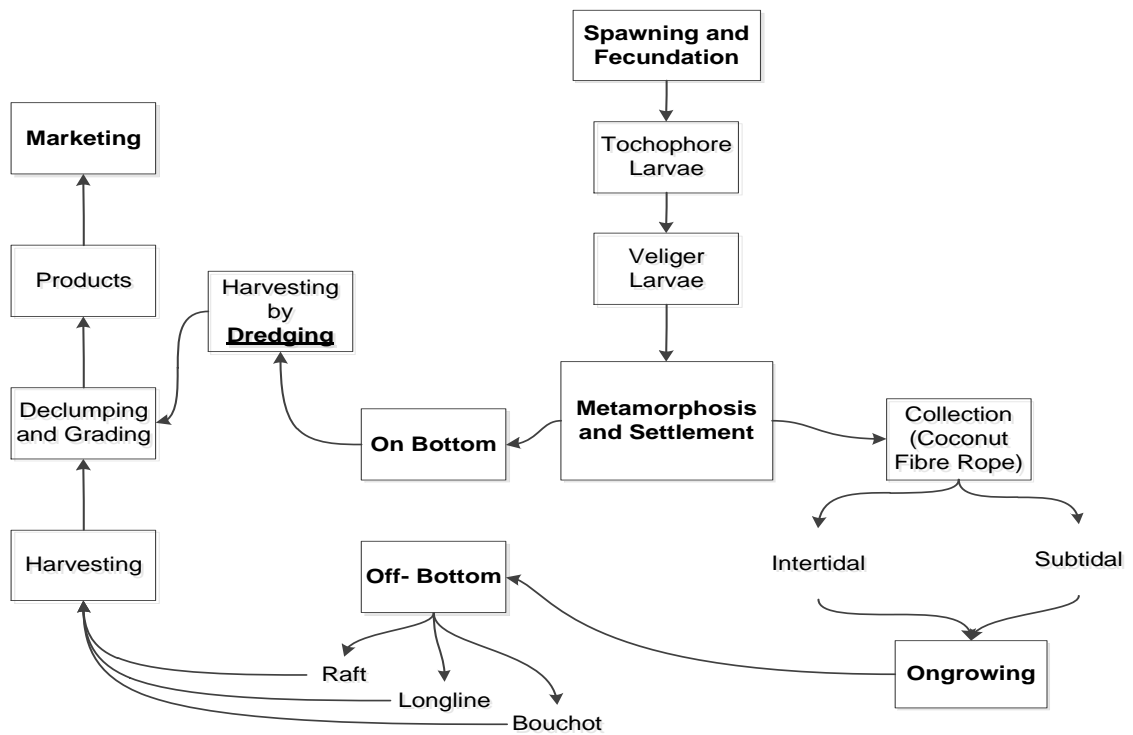 Spawning and
Fecundation
Tochophore
Larvae
Veliger
Larvae
Metamorphosis
and Settlement
On Bottom
Harvesting
by
Dredging
Collection
(Coconut
Fibre Rope)
Intertidal
Subtidal
Ongrowing
Off- Bottom
Raft
Longline
Bouchot
Harvesting
Declumping
and Grading
Products
Marketing